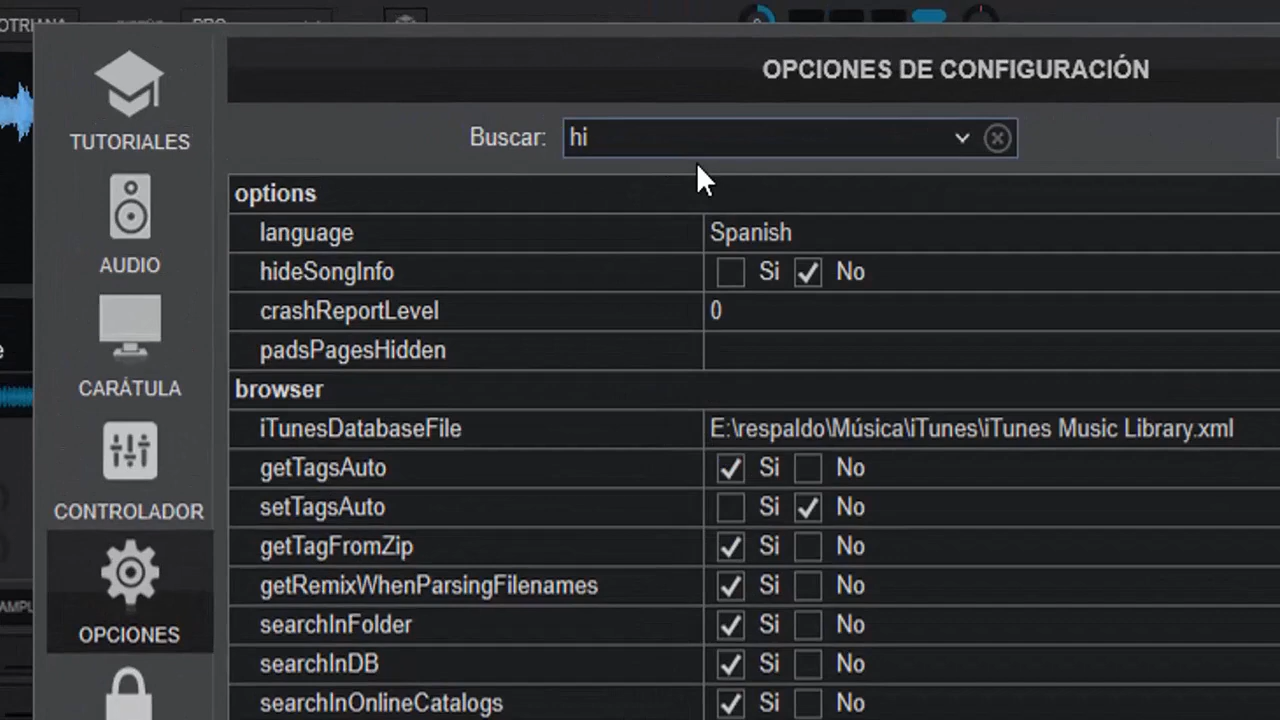 OTRIANA
PRO
TUTORIALES
AUDIO
CARÁTULA
CONTROLADOR
OPCIONES
OPCIONES DE CONFIGURACIÓN
Buscar: hi
options
language Spanish
hideSongInfo Si No
crashReportLevel 0
padsPagesHidden
browser
iTunesDatabaseFile E:\respaldo\Música\iTunes\iTunes Music Library.xml
getTagsAuto Si No
setTagsAuto Si No
getTagFromZip Si No
getRemixWhenParsingFilenames Si No
searchInFolder Si No
searchInDB Si No
searchInOnlineCatalogs Si No